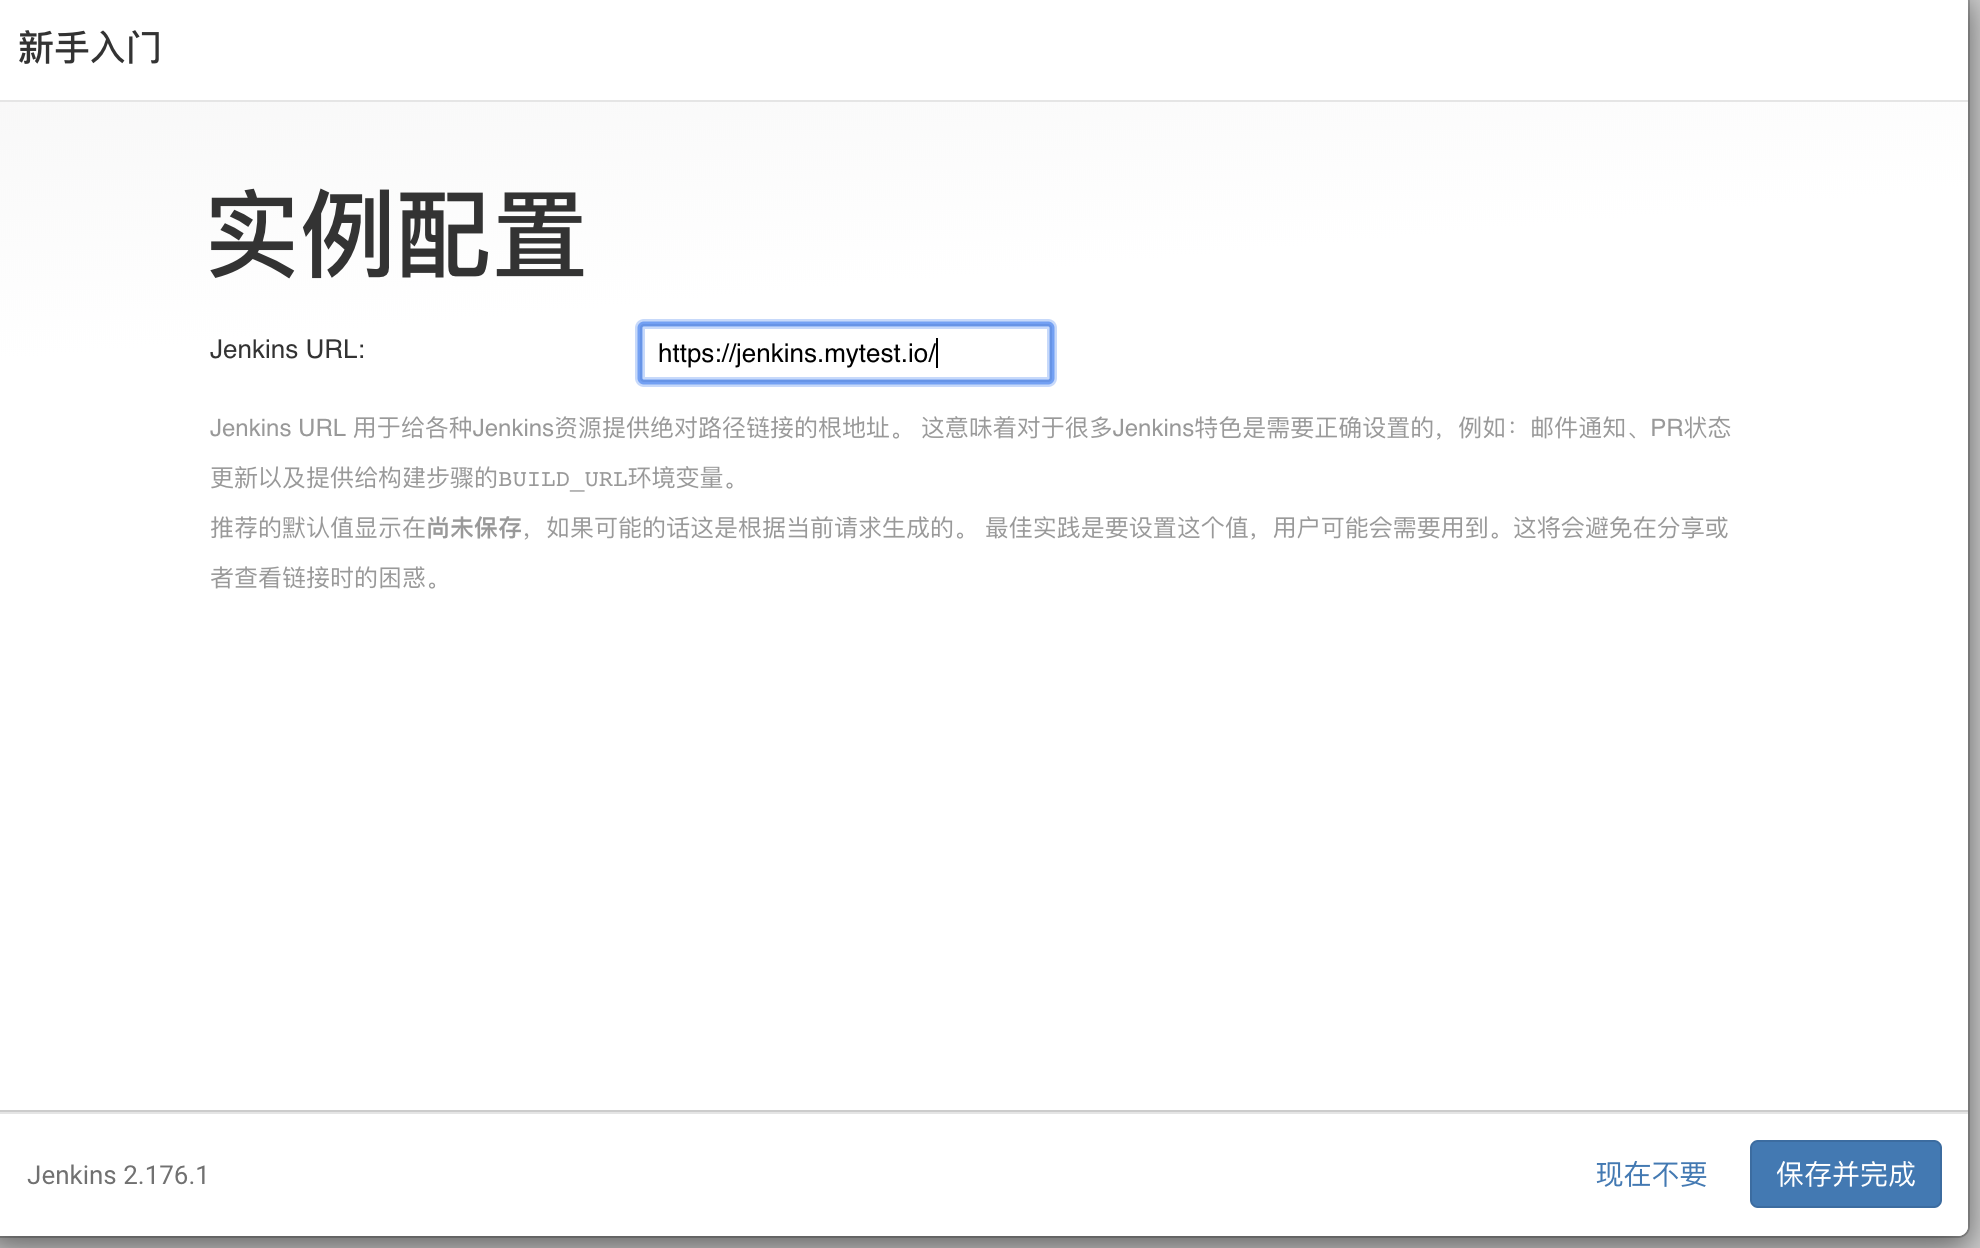 新手入门
实例配置
Jenkins URL:
https://jenkins.mytest.io/
Jenkins URL 用于给各种Jenkins资源提供绝对路径链接的根地址。 这意味着对于很多Jenkins特色是需要正确设置的，例如：邮件通知、PR状态
更新以及提供给构建步骤的BUILD_URL环境变量。
推荐的默认值显示在尚未保存，如果可能的话这是根据当前请求生成的。 最佳实践是要设置这个值，用户可能会需要用到。这将会避免在分享或
者查看链接时的困惑。
Jenkins 2.176.1
现在不要
保存并完成